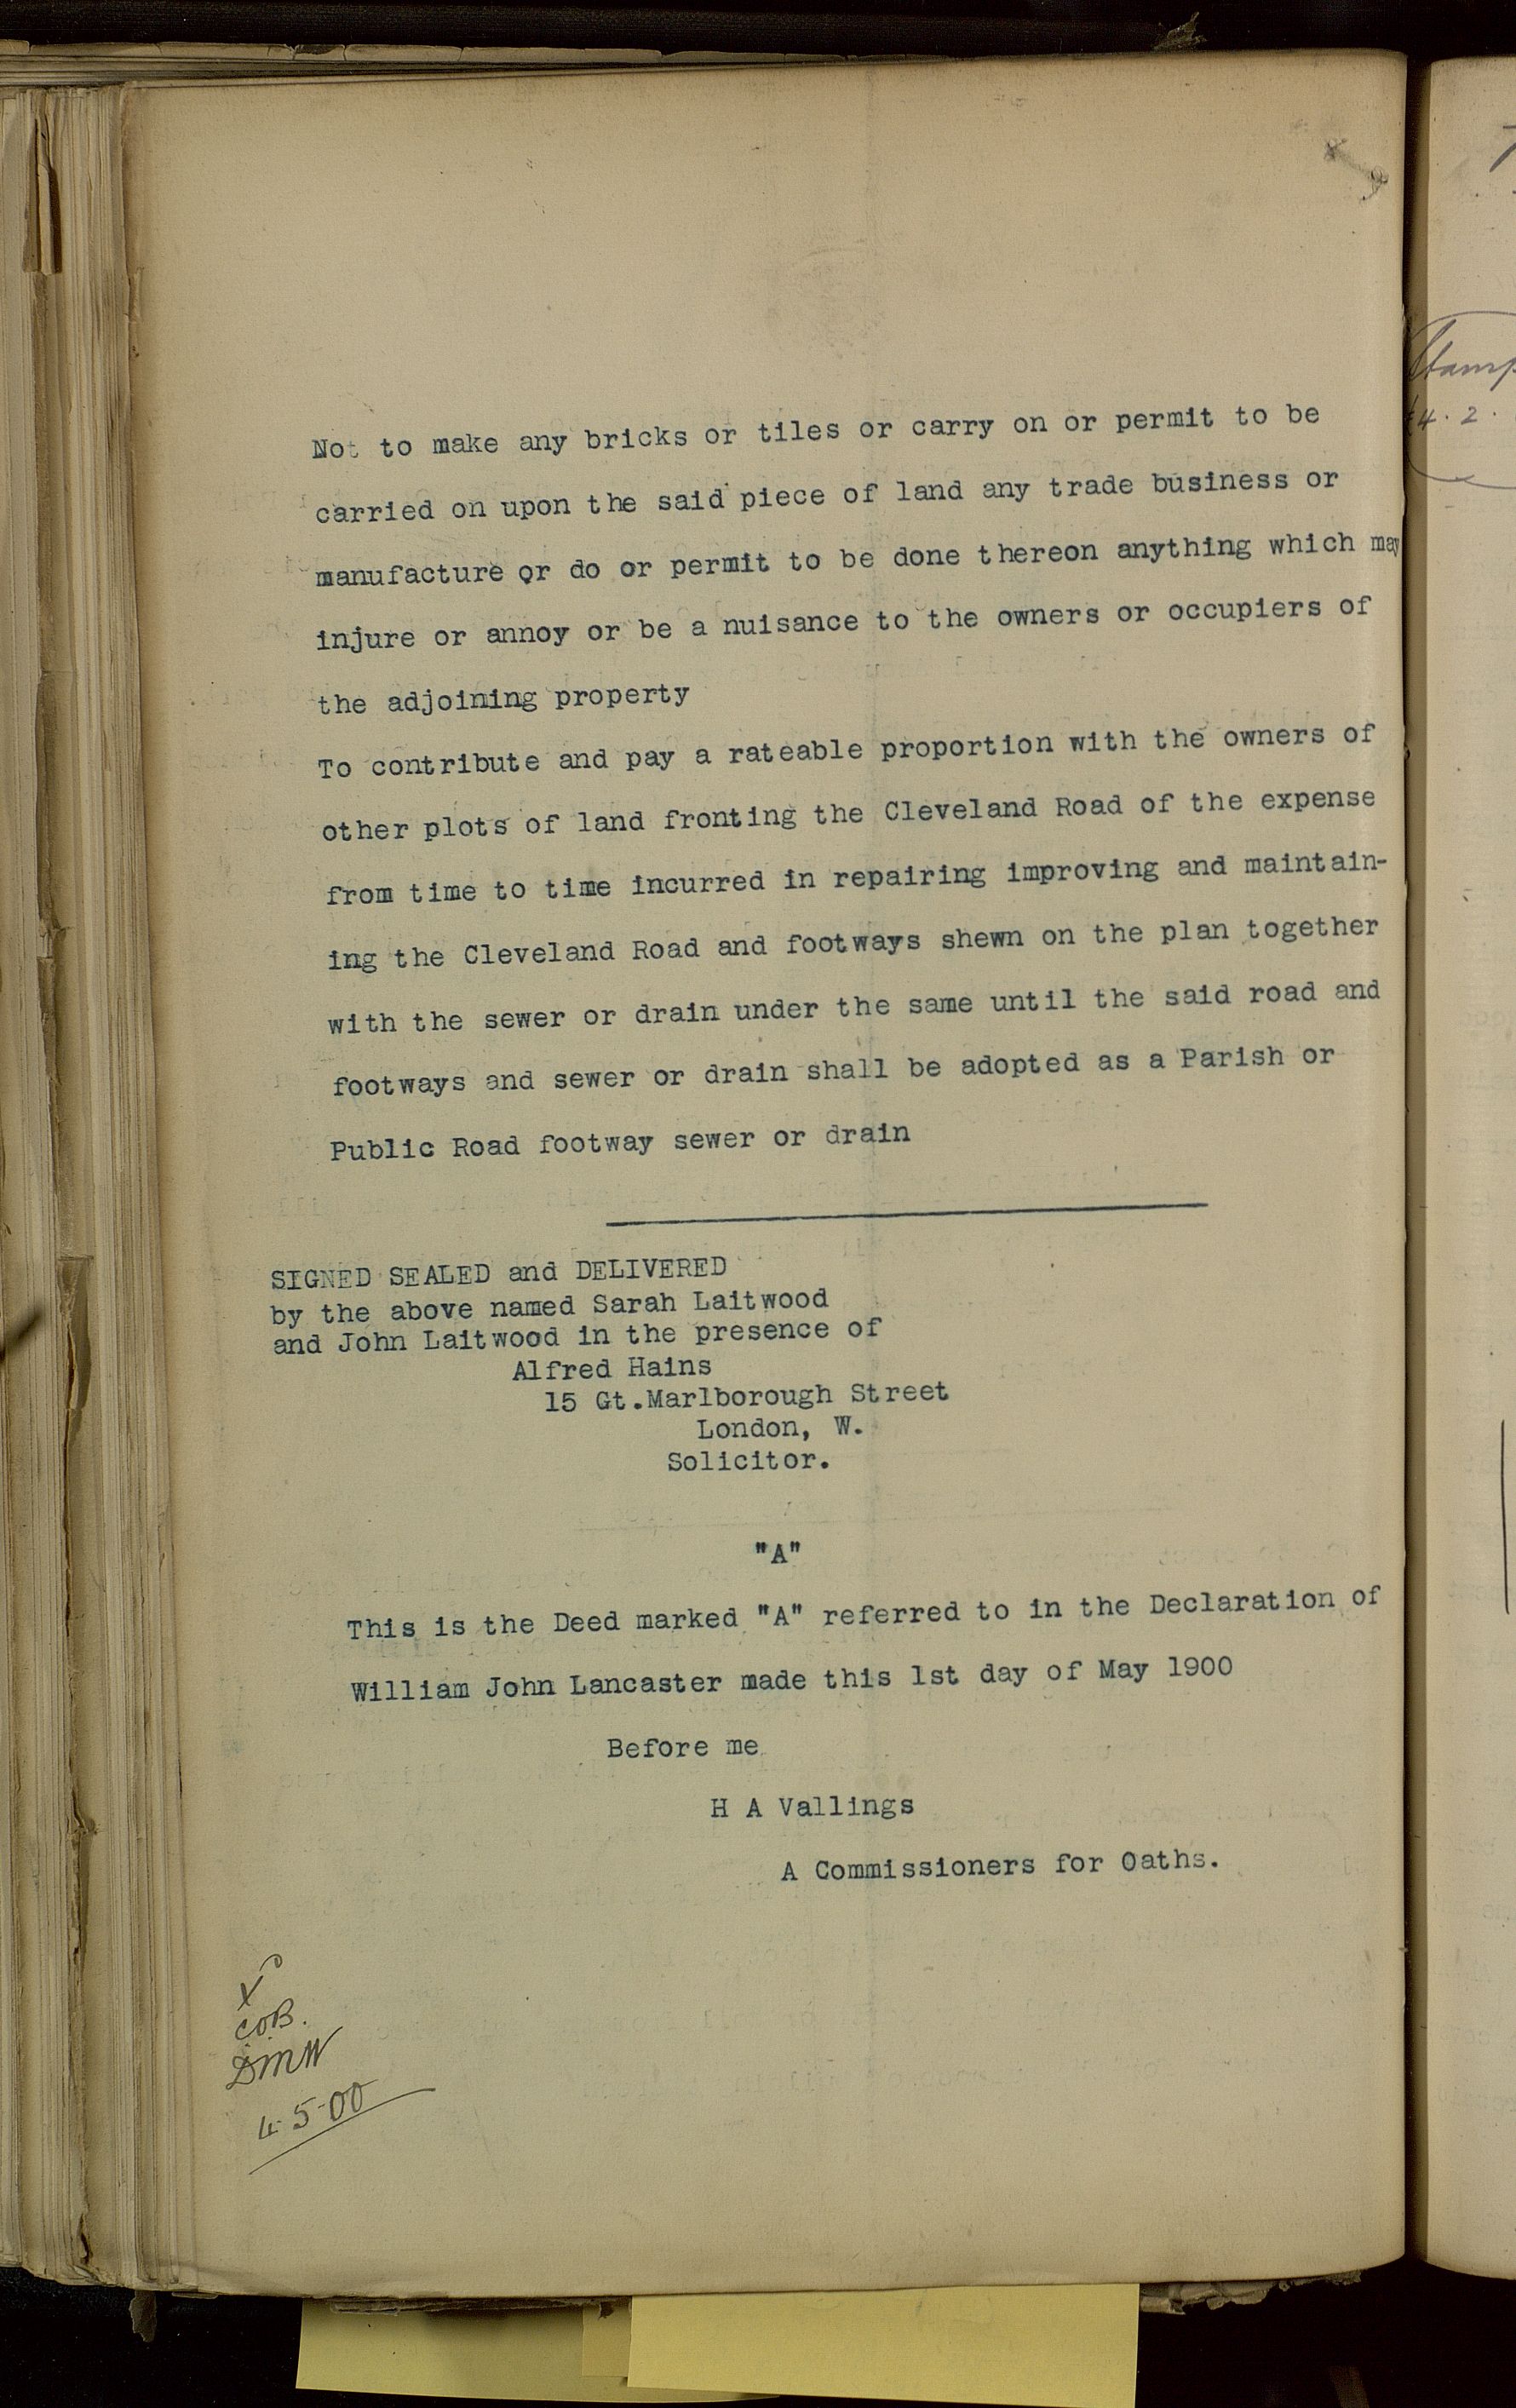 Not to make any bricks or tiles or carry on or permit to be
carried on upon the said piece of land any trade business or
manufacture or do or permit to be done thereon anything which may
injure or annoy or be a nuisance to the owners or occupiers of
the adjoining property
To contribute and pay a rateable proportion with the owners of
other plots of land fronting the Cleveland Road of the expense
from time to time incurred in repairing improving and maintain-
ing the Cleveland Road and footways shewn on the plan together
with the sewer or drain under the same until the said road and
footways and sewer or drain shall be adopted as a Parish or
Public Road footway sewer or drain
SIGNED SEALED and DELIVERED
by the above named Sarah Laitwood
and John Laitwood in the presence of
Alfred Hains
15 Gt.Marlborough Street
London, W.
Solicitor.
"A"
This is the Deed marked "A" referred to in the Declaration of
William John Lancaster made this 1st day of May 1900
Before me
H A Vallings
A Commissioners for Oaths.
COB.
DMW
4-5-00
Stamp
4.2.